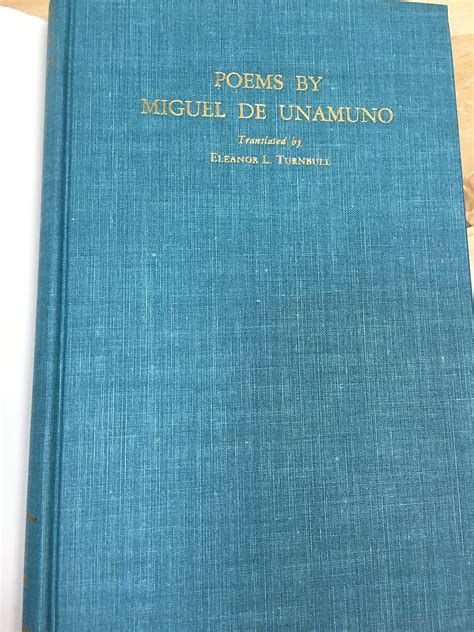 POEMS BY
MIGUEL DE UNAMUNO
Translated by
ELEANOR L. TURNBULL